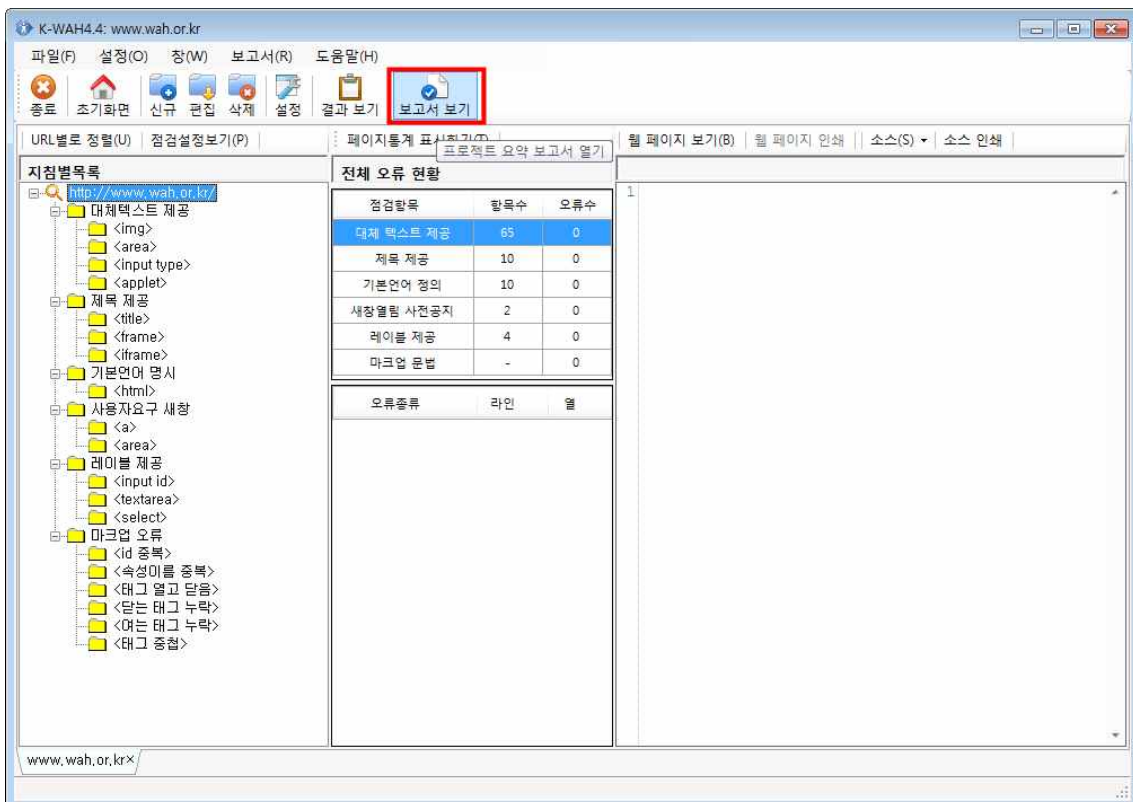 K-WAH4.4: www.wah.or.kr
파일(F) 설정(O) 창(W) 보고서(R) 도움말(H)
종료 초기화면 신규 편집 삭제 설정 결과 보기 보고서 보기
URL별로 정렬(U) 점검설정보기(P) 페이지통계 표시하기(T) 웹 페이지 보기(B) 웹 페이지 인쇄 소스(S) 소스 인쇄
프로젝트 요약 보고서 열기
지침별목록
전체 오류 현황
http://www.wah.or.kr/
대체텍스트 제공
<img>
<area>
<input type>
<applet>
제목 제공
<title>
<frame>
<iframe>
기본언어 명시
<html>
사용자요구 새창
<a>
<area>
레이블 제공
<input id>
<textarea>
<select>
마크업 오류
<id 중복>
<속성이름 중복>
<태그 열고 닫음>
<닫는 태그 누락>
<여는 태그 누락>
<태그 중첩>
점검항목 항목수 오류수
대체 텍스트 제공 65 0
제목 제공 10 0
기본언어 정의 10 0
새창열림 사전공지 2 0
레이블 제공 4 0
마크업 문법 - 0
오류종류 라인 열
1
www.wah.or.kr×